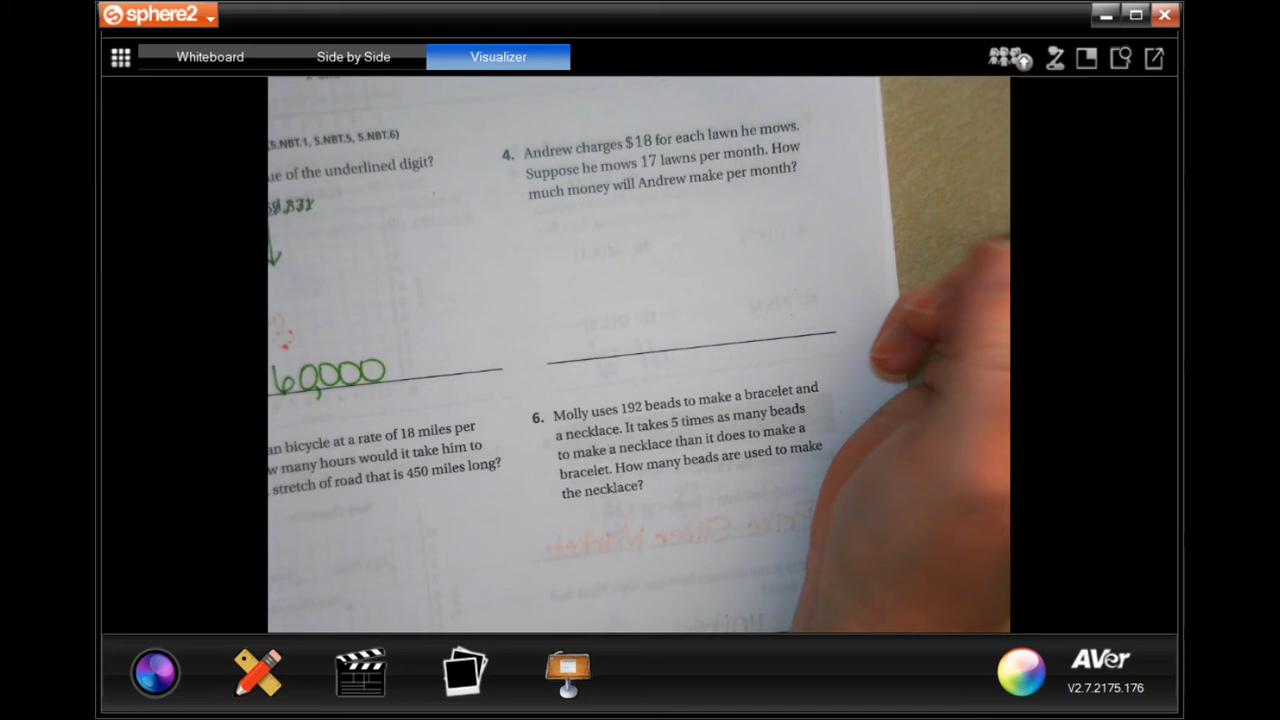 sphere2
Whiteboard
Side by Side
Visualizer
5.NBT.1, 5.NBT.5, 5.NBT.6)
ue of the underlined digit?
60,000
an bicycle at a rate of 18 miles per
w many hours would it take him to
stretch of road that is 450 miles long?
4. Andrew charges $18 for each lawn he mows.
Suppose he mows 17 lawns per month. How
much money will Andrew make per month?
6. Molly uses 192 beads to make a bracelet and
a necklace. It takes 5 times as many beads
to make a necklace than it does to make a
bracelet. How many beads are used to make
the necklace?
AVer
V2.7.2175.176